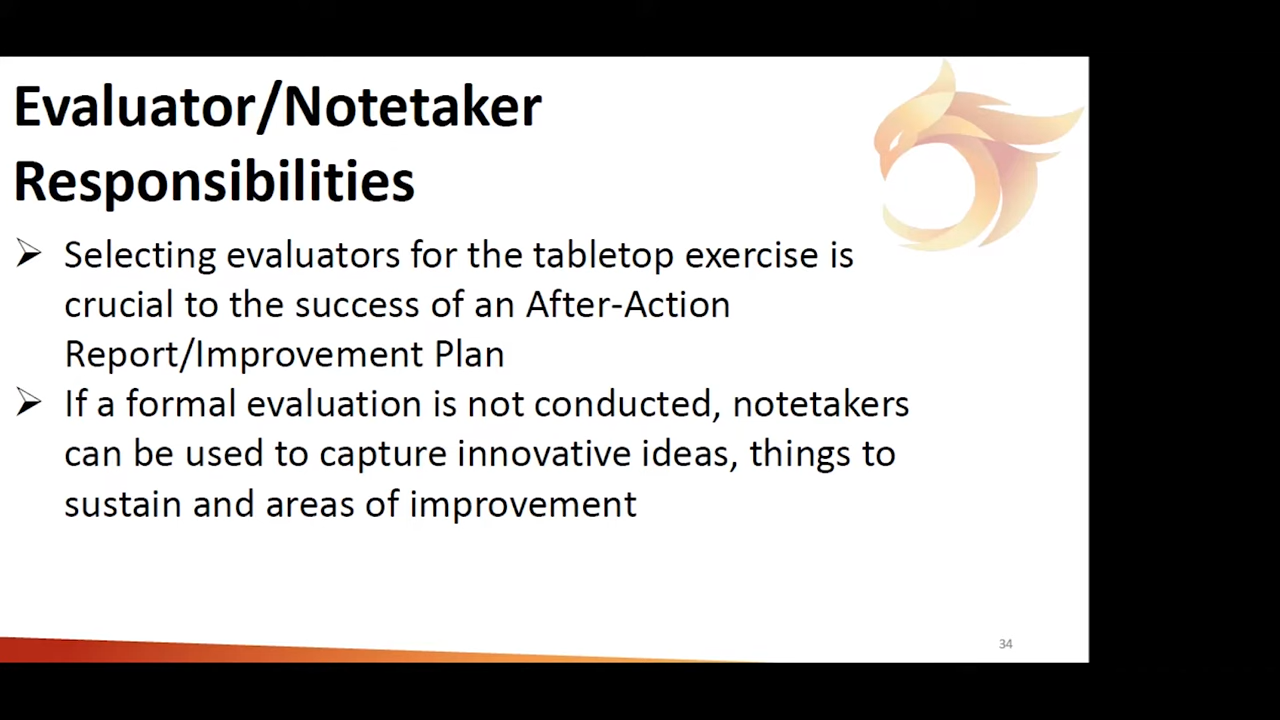 Evaluator/Notetaker
Responsibilities
➢ Selecting evaluators for the tabletop exercise is
crucial to the success of an After-Action
Report/Improvement Plan
➢ If a formal evaluation is not conducted, notetakers
can be used to capture innovative ideas, things to
sustain and areas of improvement
34